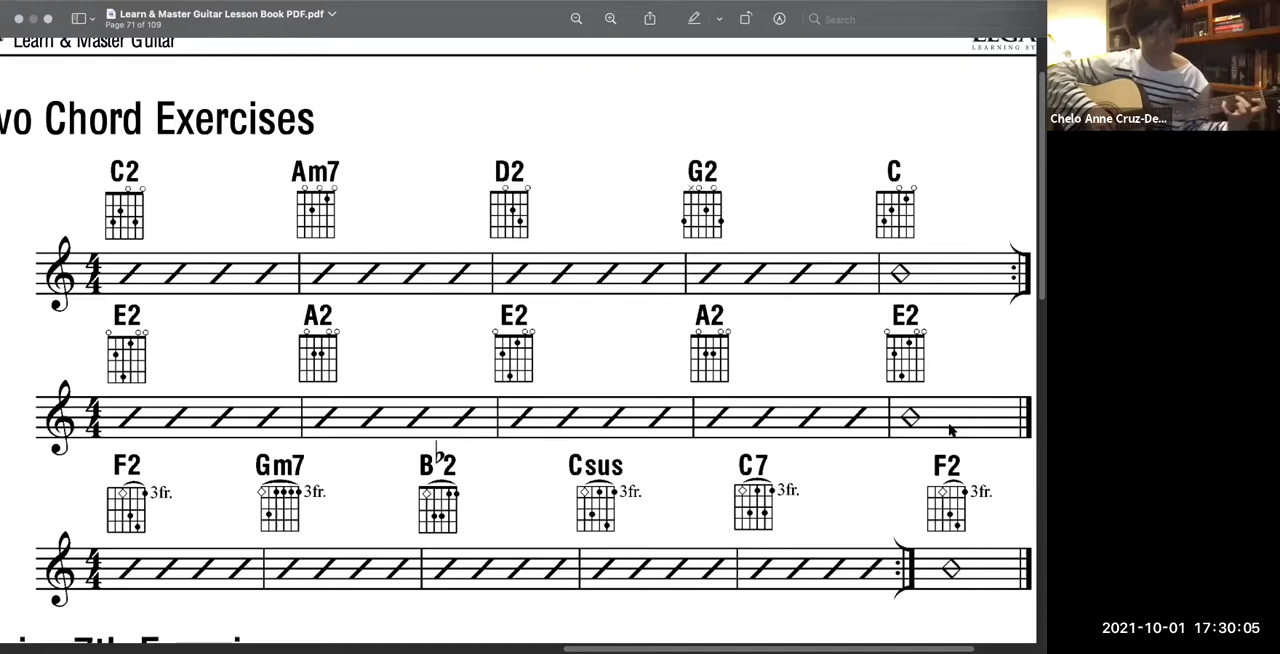 Learn & Master Guitar Lesson Book PDF.pdf
Page 71 of 109
Search
Learn & Master Guitar
LEARNING SY
vo Chord Exercises
C2 Am7 D2 G2 C
E2 A2 E2 A2 E2
F2 Gm7 B♭2 Csus C7 F2
3fr. 3fr. 3fr. 3fr. 3fr.
Chelo Anne Cruz-De...
2021-10-01 17:30:05